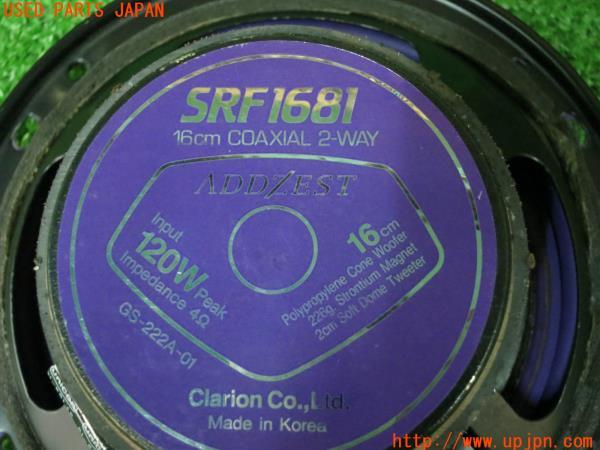 USED PARTS JAPAN
SRF1681
16cm COAXIAL 2-WAY
ADDZEST
Input
120W Peak
Impedance 4Ω
GS-222A-01
16cm
Polypropylene Cone Woofer
226g. Strontium Magnet
2cm Soft Dome Tweeter
Clarion Co.,Ltd.
Made in Korea
http://www.upjpn.com/